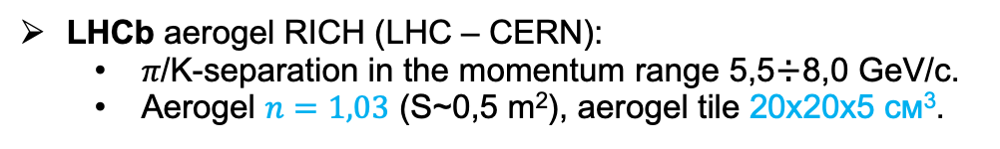 ➢ LHCb aerogel RICH (LHC – CERN):
• π/K-separation in the momentum range 5,5÷8,0 GeV/c.
• Aerogel n = 1,03 (S~0,5 m²), aerogel tile 20x20x5 см³.